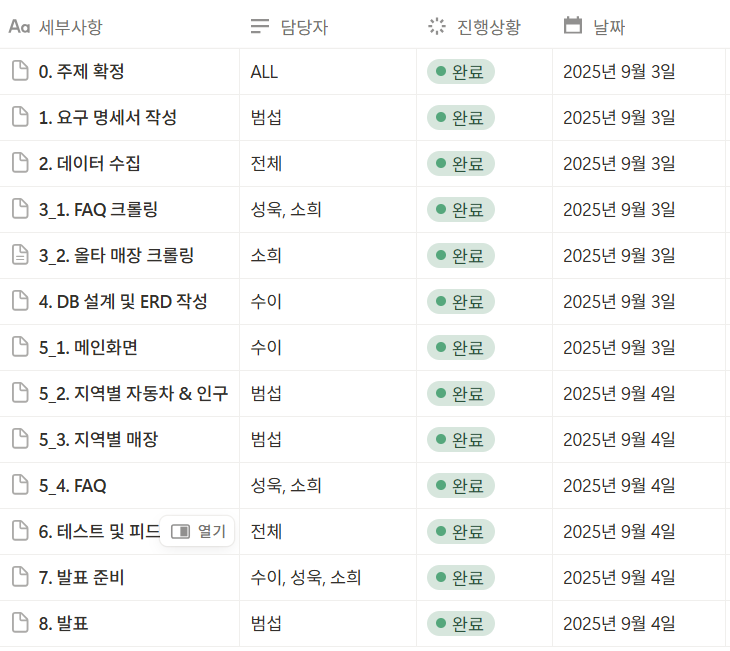 Aa 세부사항 담당자 진행상황 날짜
0. 주제 확정 ALL 완료 2025년 9월 3일
1. 요구 명세서 작성 범섭 완료 2025년 9월 3일
2. 데이터 수집 전체 완료 2025년 9월 3일
3_1. FAQ 크롤링 성욱, 소희 완료 2025년 9월 3일
3_2. 올타 매장 크롤링 소희 완료 2025년 9월 3일
4. DB 설계 및 ERD 작성 수이 완료 2025년 9월 3일
5_1. 메인화면 수이 완료 2025년 9월 3일
5_2. 지역별 자동차 & 인구 범섭 완료 2025년 9월 4일
5_3. 지역별 매장 범섭 완료 2025년 9월 4일
5_4. FAQ 성욱, 소희 완료 2025년 9월 4일
6. 테스트 및 피드 열기 전체 완료 2025년 9월 4일
7. 발표 준비 수이, 성욱, 소희 완료 2025년 9월 4일
8. 발표 범섭 완료 2025년 9월 4일